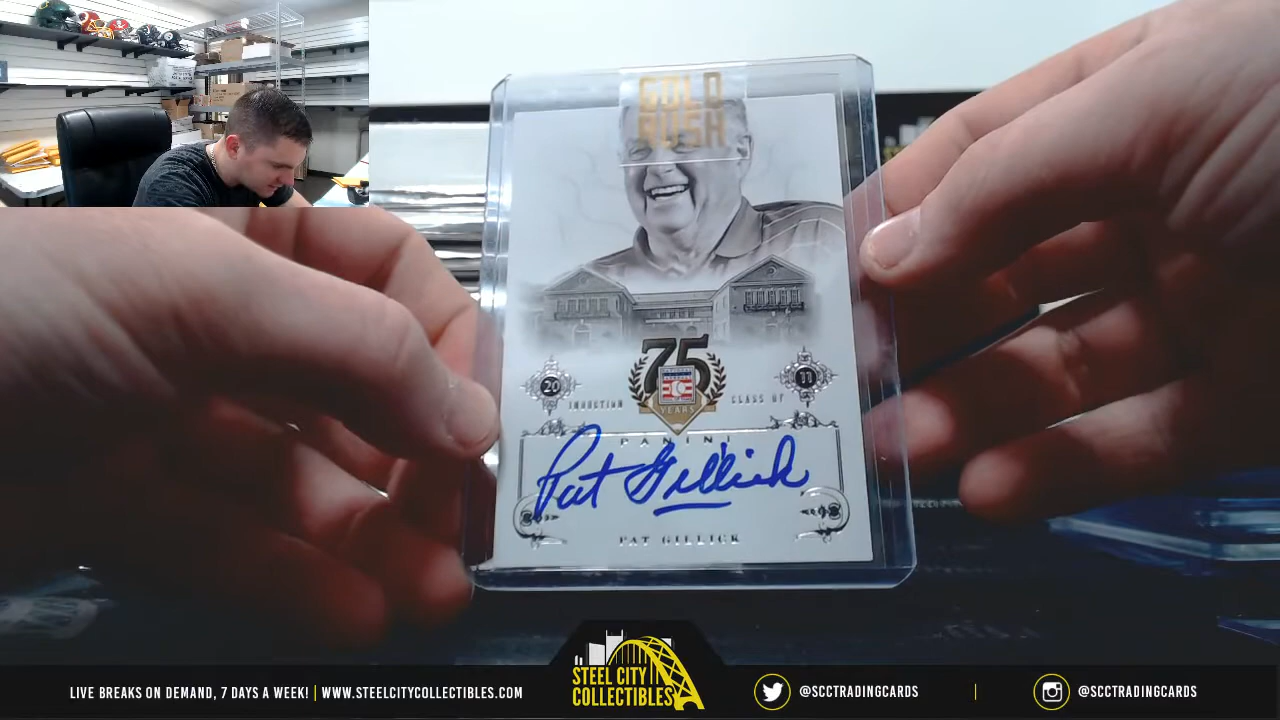 GOLD
RUSH
75
YEARS
20 11
INDUCTION CLASS OF
PANINI
Pat Gillick
PAT GILLICK
LIVE BREAKS ON DEMAND, 7 DAYS A WEEK! | WWW.STEELCITYCOLLECTIBLES.COM
STEEL CITY
COLLECTIBLES
@SCCTRADINGCARDS | @SCCTRADINGCARDS